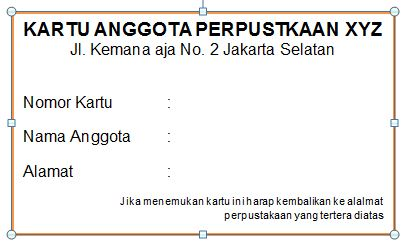 KARTU ANGGOTA PERPUSTKAAN XYZ
Jl. Kemana aja No. 2 Jakarta Selatan
Nomor Kartu :
Nama Anggota :
Alamat :
Jika menemukan kartu ini harap kembalikan ke alalmat
perpustakaan yang tertera diatas